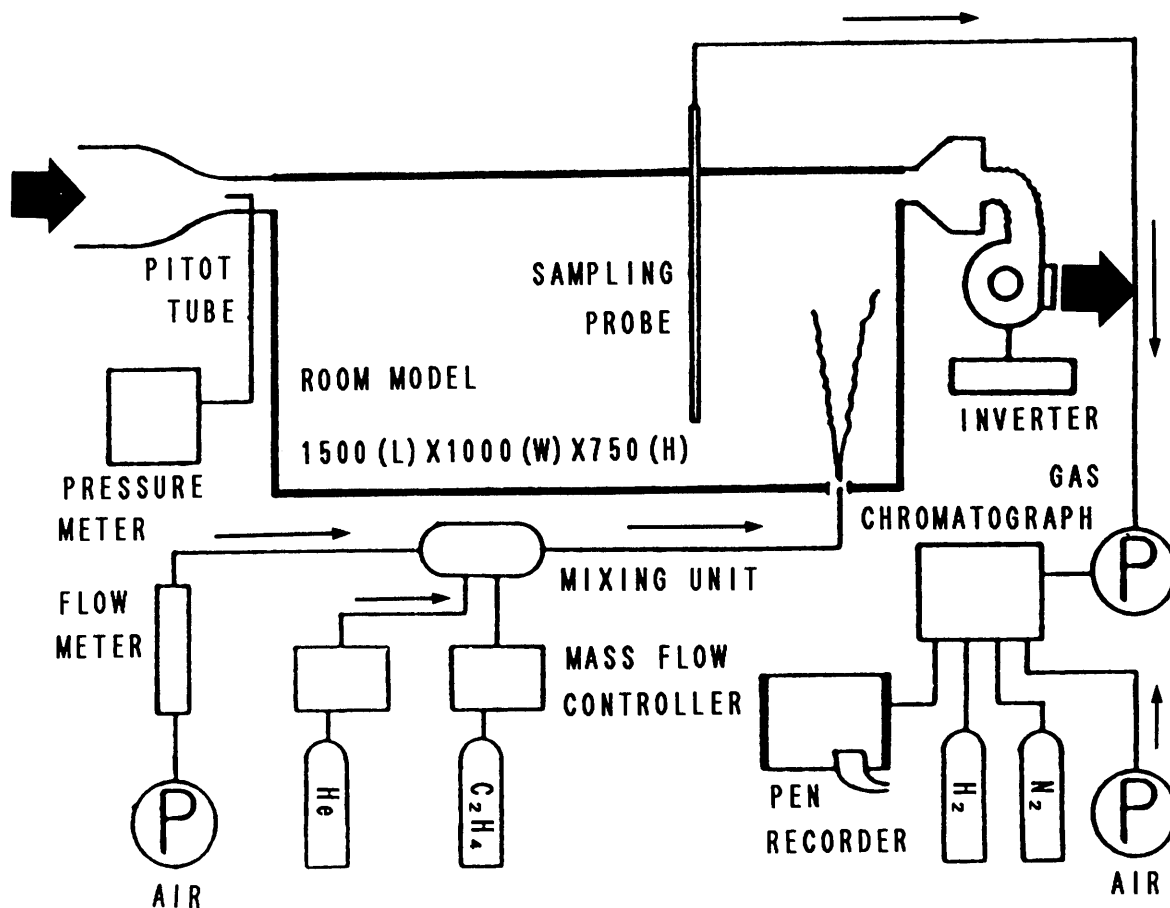 PITOT
TUBE
SAMPLING
PROBE
ROOM MODEL
1500 (L) X1000 (W) X750 (H)
INVERTER
PRESSURE
METER
GAS
CHROMATOGRAPH
MIXING UNIT
FLOW
METER
MASS FLOW
CONTROLLER
P
P
He
C₂H₄
PEN
RECORDER
H₂
N₂
P
AIR
AIR